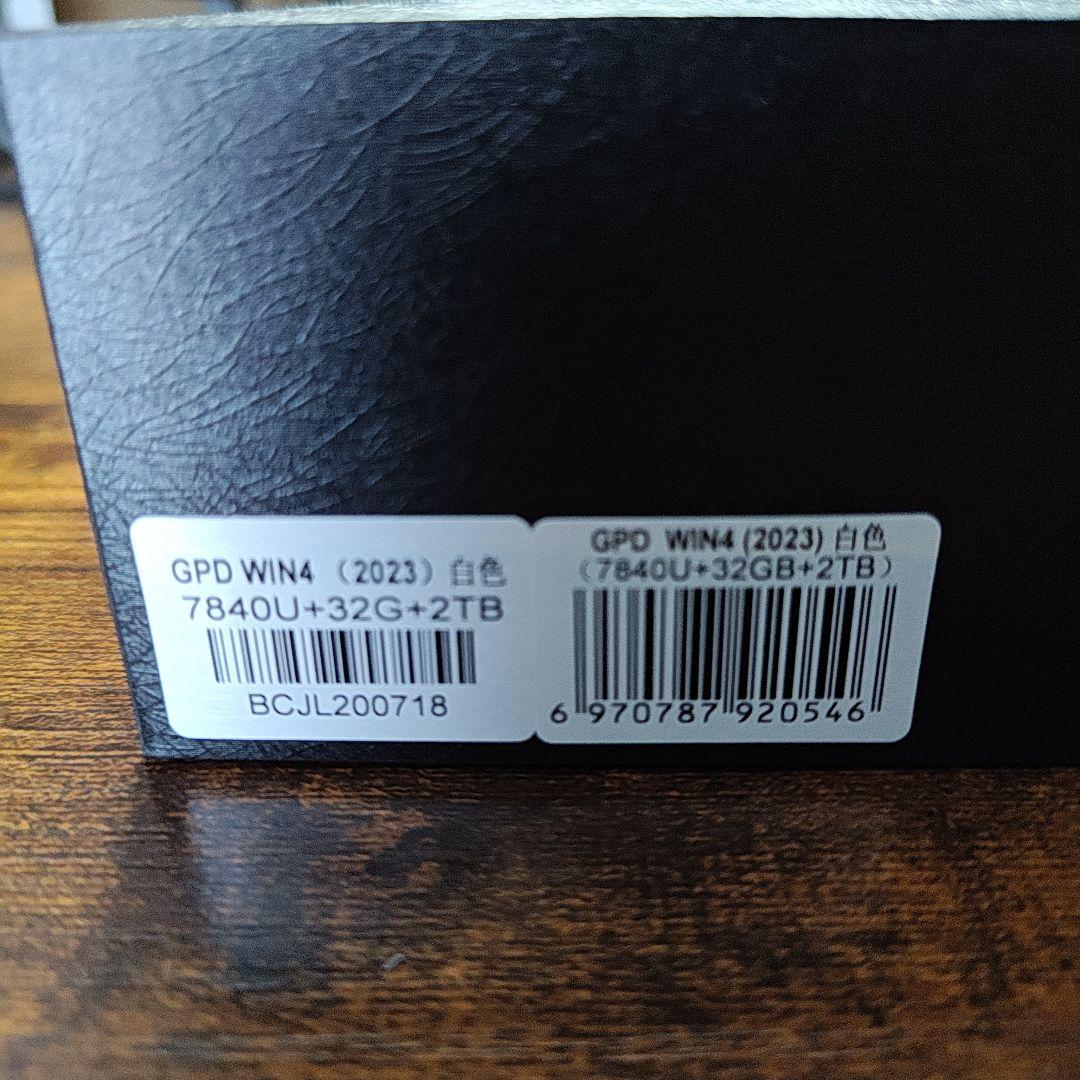 GPD WIN4 （2023）白色
7840U+32G+2TB
BCJL200718
GPD WIN4 (2023) 白色
（7840U+32GB+2TB）
6 970787 920546